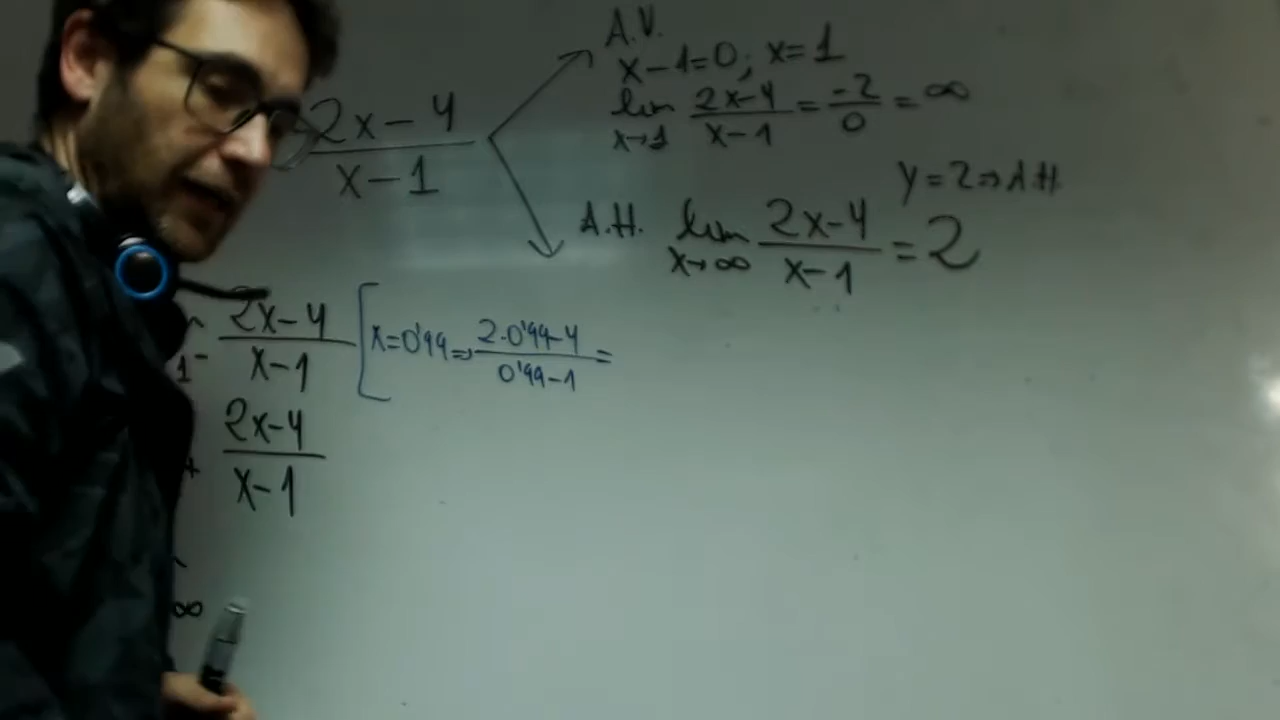 A.V.
x-1=0; x=1
2x-4
x-1
lim x→1 2x-4/x-1 = -2/0 = ∞
y=2⇒A.H.
A.H. lim x→∞ 2x-4/x-1 = 2
1⁻ 2x-4/x-1 [x=0'99⇒ 2·0'99-4/0'99-1 =
+ 2x-4/x-1
∞